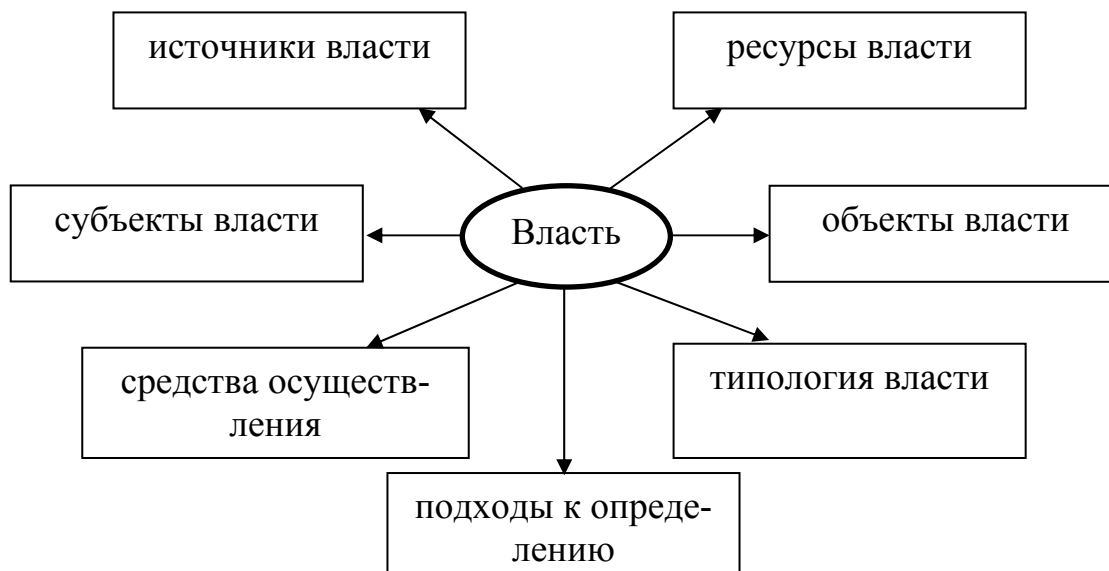 источники власти
ресурсы власти
субъекты власти
Власть
объекты власти
средства осуществ-
ления
типология власти
подходы к опреде-
лению